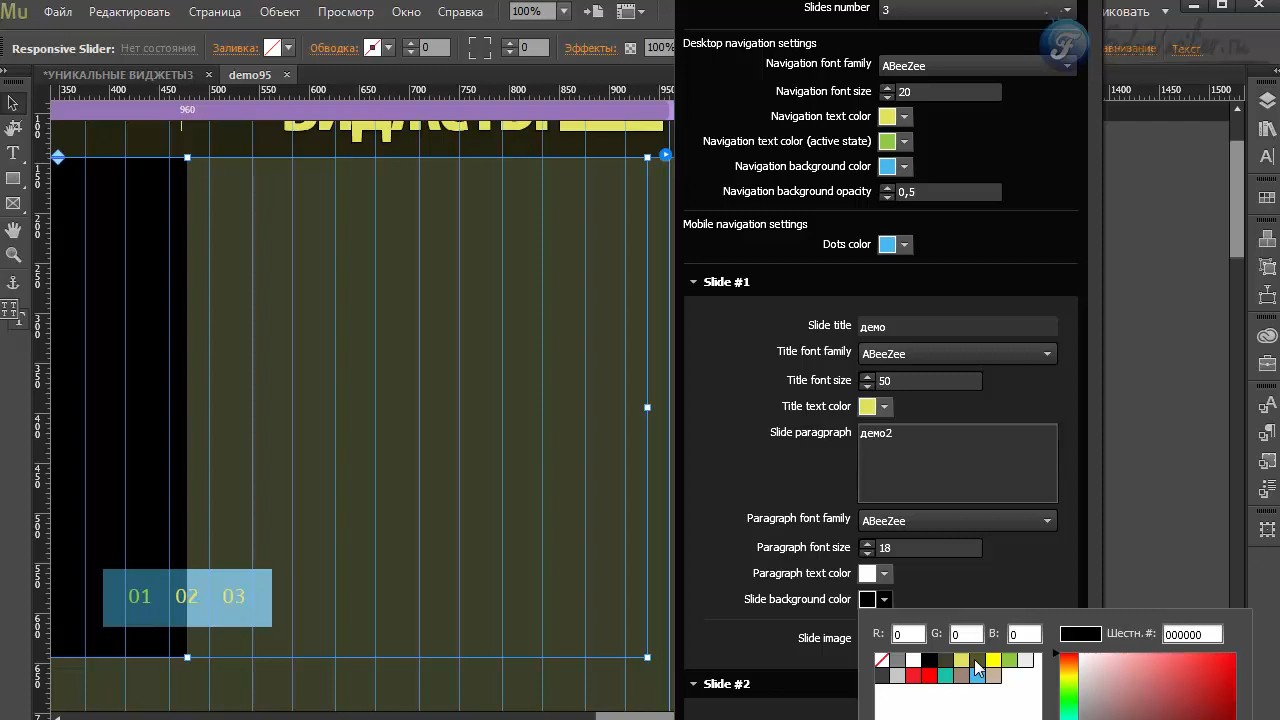 Mu Файл Редактировать Страница Объект Просмотр Окно Справка 100% Slides number 3
Responsive Slider: Нет состояния Заливка: Обводка: 0 0 Эффекты: 100% Desktop navigation settings Текст
*УНИКАЛЬНЫЕ ВИДЖЕТЫ3 × demo95 × Navigation font family ABeeZee
350 400 450 500 550 600 650 700 750 800 850 900 950 1400 1450 1500
Navigation font size 20
960
Navigation text color
Navigation text color (active state)
Navigation background color
Navigation background opacity 0,5
Mobile navigation settings
Dots color
Slide #1
Slide title демо
Title font family ABeeZee
Title font size 50
Title text color
Slide paragpraph демо2
Paragraph font family ABeeZee
Paragraph font size 18
Paragraph text color
01 02 03
Slide background color
R: 0 G: 0 B: 0 Шестн.#: 000000
Slide image
Slide #2